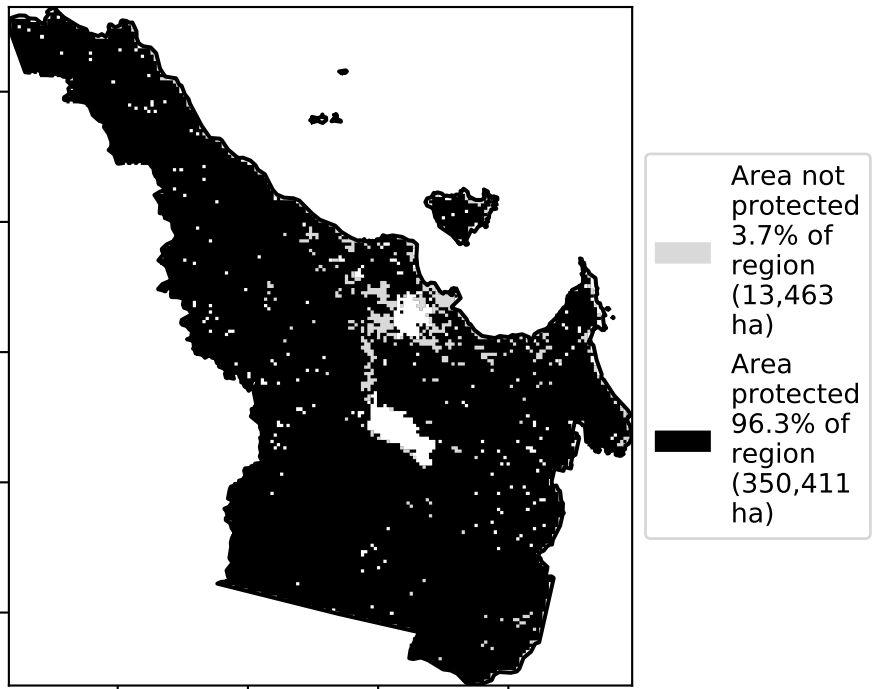 Area not
protected
3.7% of
region
(13,463
ha)
Area
protected
96.3% of
region
(350,411
ha)